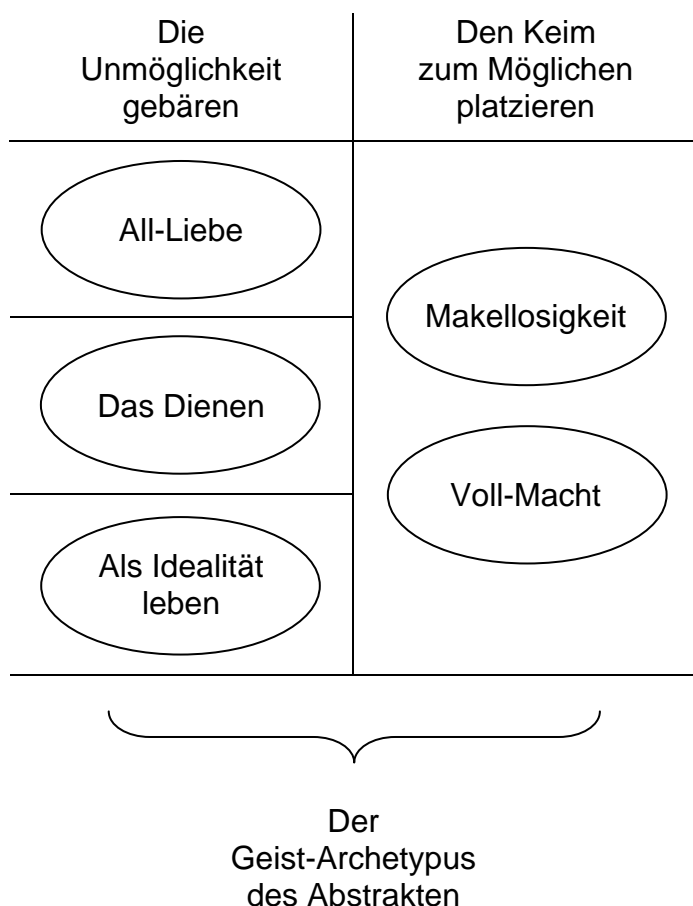 Die
Unmöglichkeit
gebären
Den Keim
zum Möglichen
platzieren
All-Liebe
Das Dienen
Als Idealität
leben
Makellosigkeit
Voll-Macht
Der
Geist-Archetypus
des Abstrakten